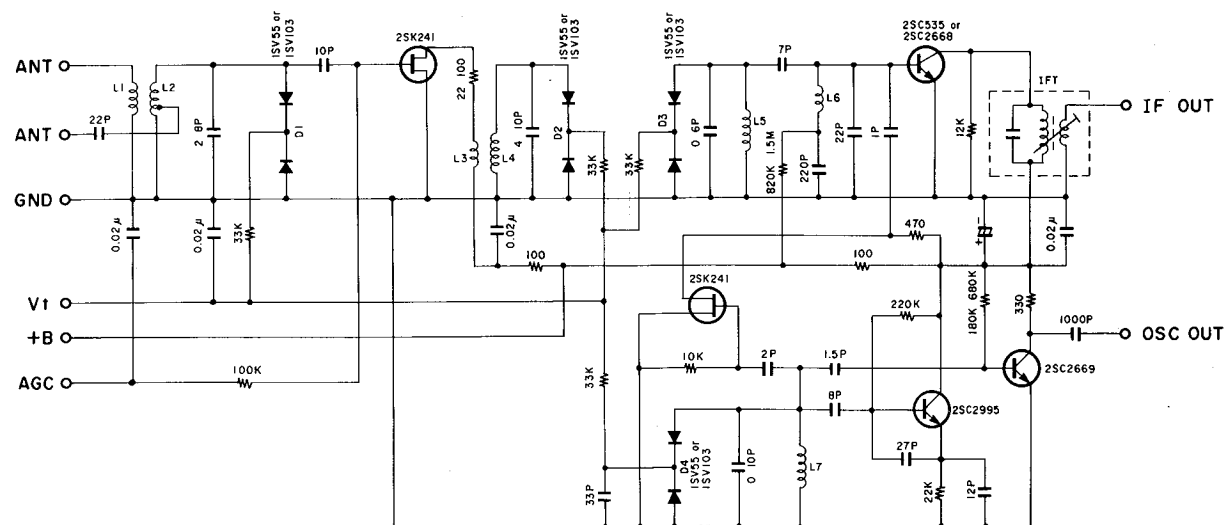 ANT
22P
ANT
GND
0.02μ
Vt
+B
AGC
L1
L2
2 8P
0.02μ
33K
100K
1SV55 or
1SV103
D1
10P
2SK241
22 100
L3
L4
4 10P
0.02μ
100
1SV55 or
1SV103
D2
33K
33K
1SV55 or
1SV103
D3
0 6P
L5
7P
820K 1.5M
L6
220P
22P
1P
2SC535 or
2SC2668
12K
IFT
IF OUT
470
100
0.02μ
+
-
2SK241
220K
180K 680K
330
1000P
OSC OUT
2SC2669
33K
10K
2P
1.5P
8P
2SC2995
33P
D4
1SV55 or
1SV103
0 10P
L7
27P
22K
12P